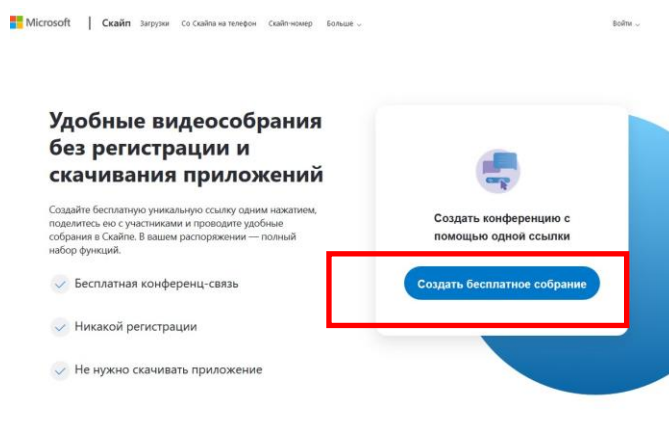 Microsoft | Скайп Загрузки Со Скайпа на телефон Скайп-номер Больше Войти
Удобные видеособрания
без регистрации и
скачивания приложений
Создайте бесплатную уникальную ссылку одним нажатием,
поделитесь ею с участниками и проводите удобные
собрания в Скайпе. В вашем распоряжении — полный
набор функций.
Бесплатная конференц-связь
Никакой регистрации
Не нужно скачивать приложение
Создать конференцию с
помощью одной ссылки
Создать бесплатное собрание